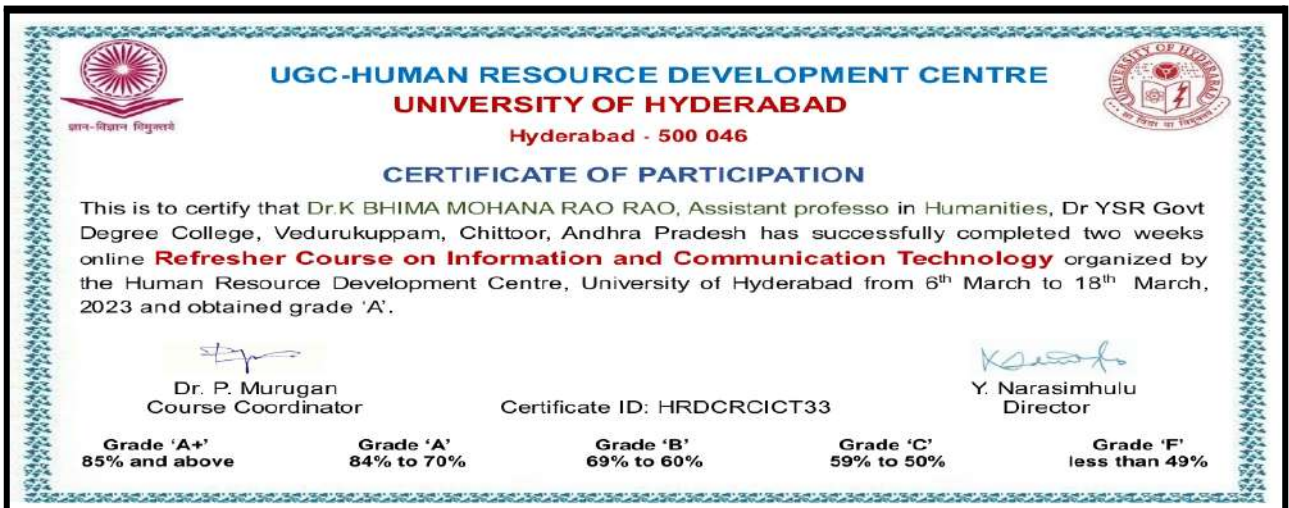 UGC-HUMAN RESOURCE DEVELOPMENT CENTRE
UNIVERSITY OF HYDERABAD
Hyderabad - 500 046
ज्ञान-विज्ञान विमुक्तये
UNIVERSITY OF HYDERABAD
सा विद्या या विमुक्तये
CERTIFICATE OF PARTICIPATION
This is to certify that Dr.K BHIMA MOHANA RAO RAO, Assistant professo in Humanities, Dr YSR Govt
Degree College, Vedurukuppam, Chittoor, Andhra Pradesh has successfully completed two weeks
online Refresher Course on Information and Communication Technology organized by
the Human Resource Development Centre, University of Hyderabad from 6th March to 18th March,
2023 and obtained grade ‘A’.
Dr. P. Murugan
Course Coordinator
Certificate ID: HRDCRCICT33
Y. Narasimhulu
Director
Grade ‘A+’ Grade ‘A’ Grade ‘B’ Grade ‘C’ Grade ‘F’
85% and above 84% to 70% 69% to 60% 59% to 50% less than 49%